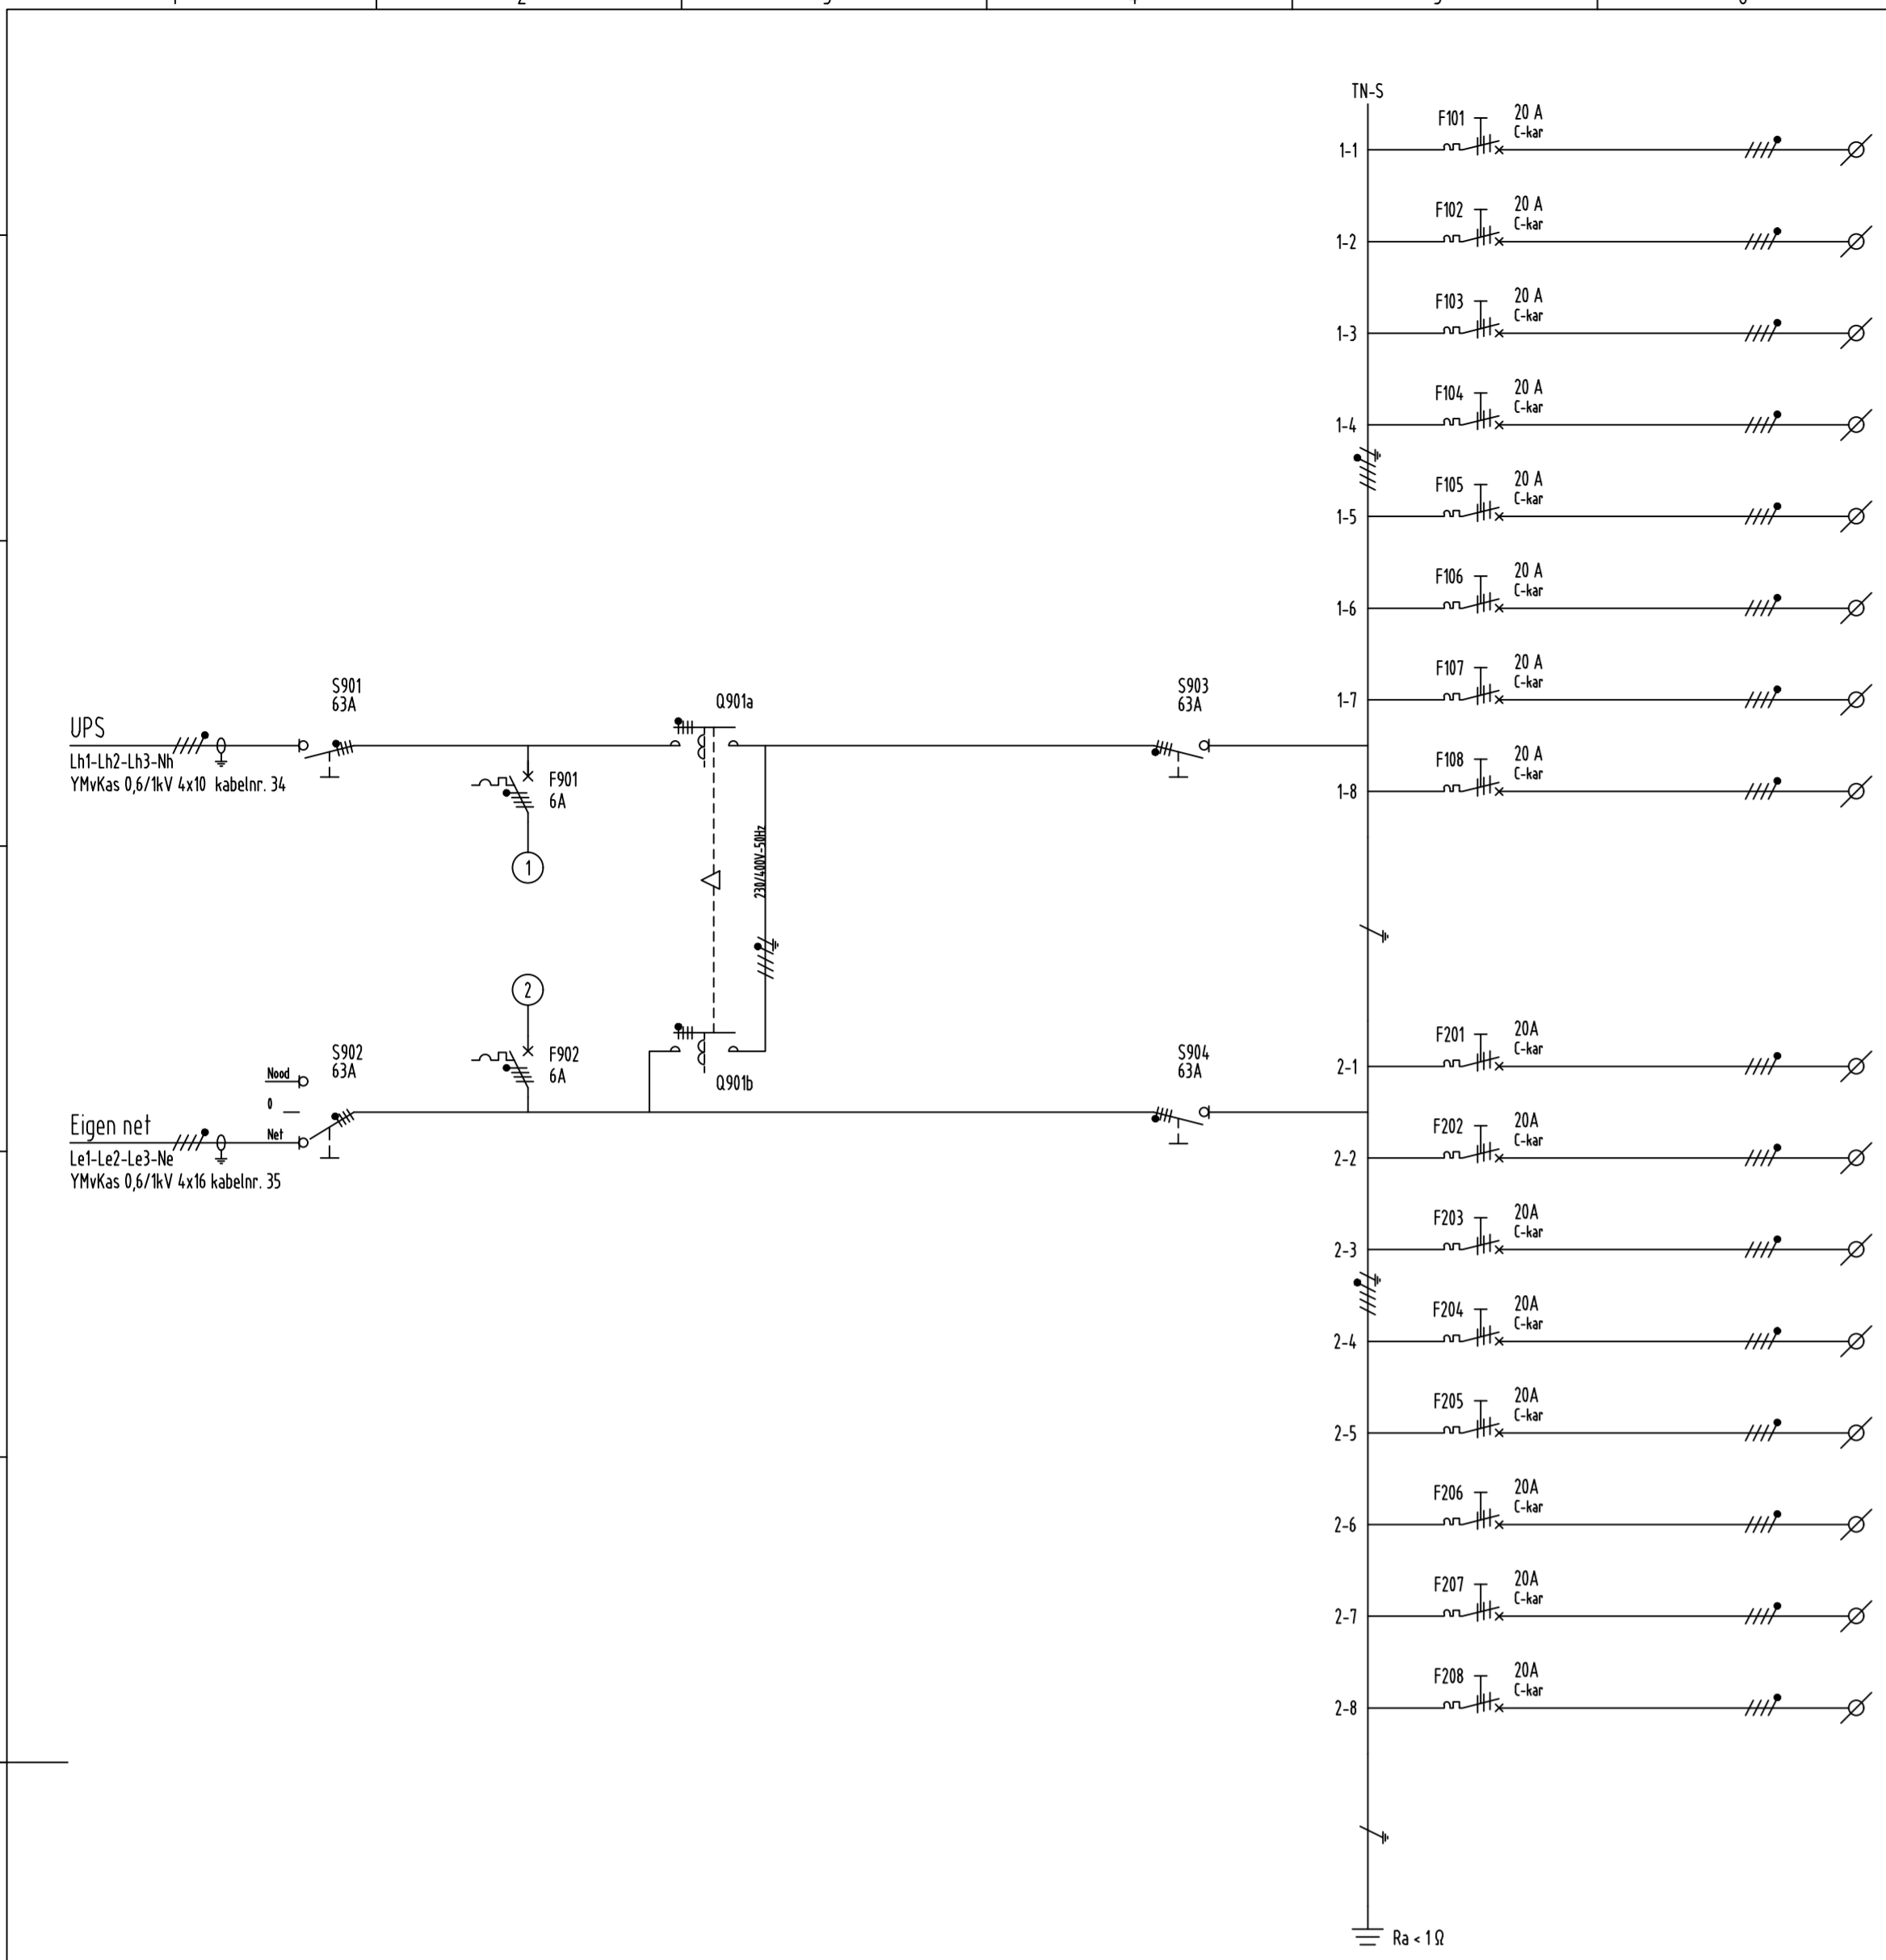 2
TN-S
F101
20 A
C-kar
1-1
F102
20 A
C-kar
1-2
F103
20 A
C-kar
1-3
F104
20 A
C-kar
1-4
F105
20 A
C-kar
1-5
F106
20 A
C-kar
1-6
F107
20 A
C-kar
1-7
F108
20 A
C-kar
1-8
S901
63A
Q901a
S903
63A
UPS
Lh1-Lh2-Lh3-Nh
YMvKas 0,6/1kV 4x10 kabelnr. 34
F901
6A
1
230/400V-50Hz
2
F902
6A
Q901b
S902
63A
Nood
0
Net
S904
63A
Eigen net
Le1-Le2-Le3-Ne
YMvKas 0,6/1kV 4x16 kabelnr. 35
F201
20A
C-kar
2-1
F202
20A
C-kar
2-2
F203
20A
C-kar
2-3
F204
20A
C-kar
2-4
F205
20A
C-kar
2-5
F206
20A
C-kar
2-6
F207
20A
C-kar
2-7
F208
20A
C-kar
2-8
Ra < 1 Ω